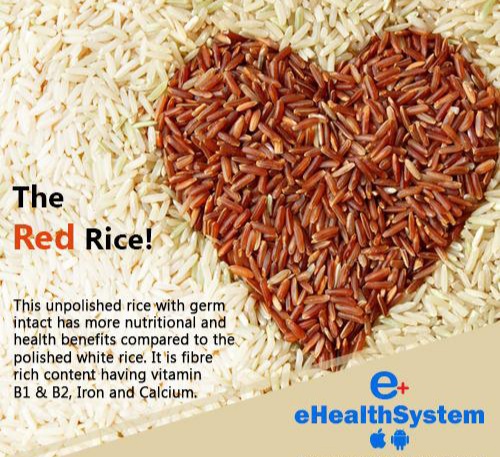 The
Red Rice!
This unpolished rice with germ
intact has more nutritional and
health benefits compared to the
polished white rice. It is fibre
rich content having vitamin
B1 & B2, Iron and Calcium.
e+
eHealthSystem